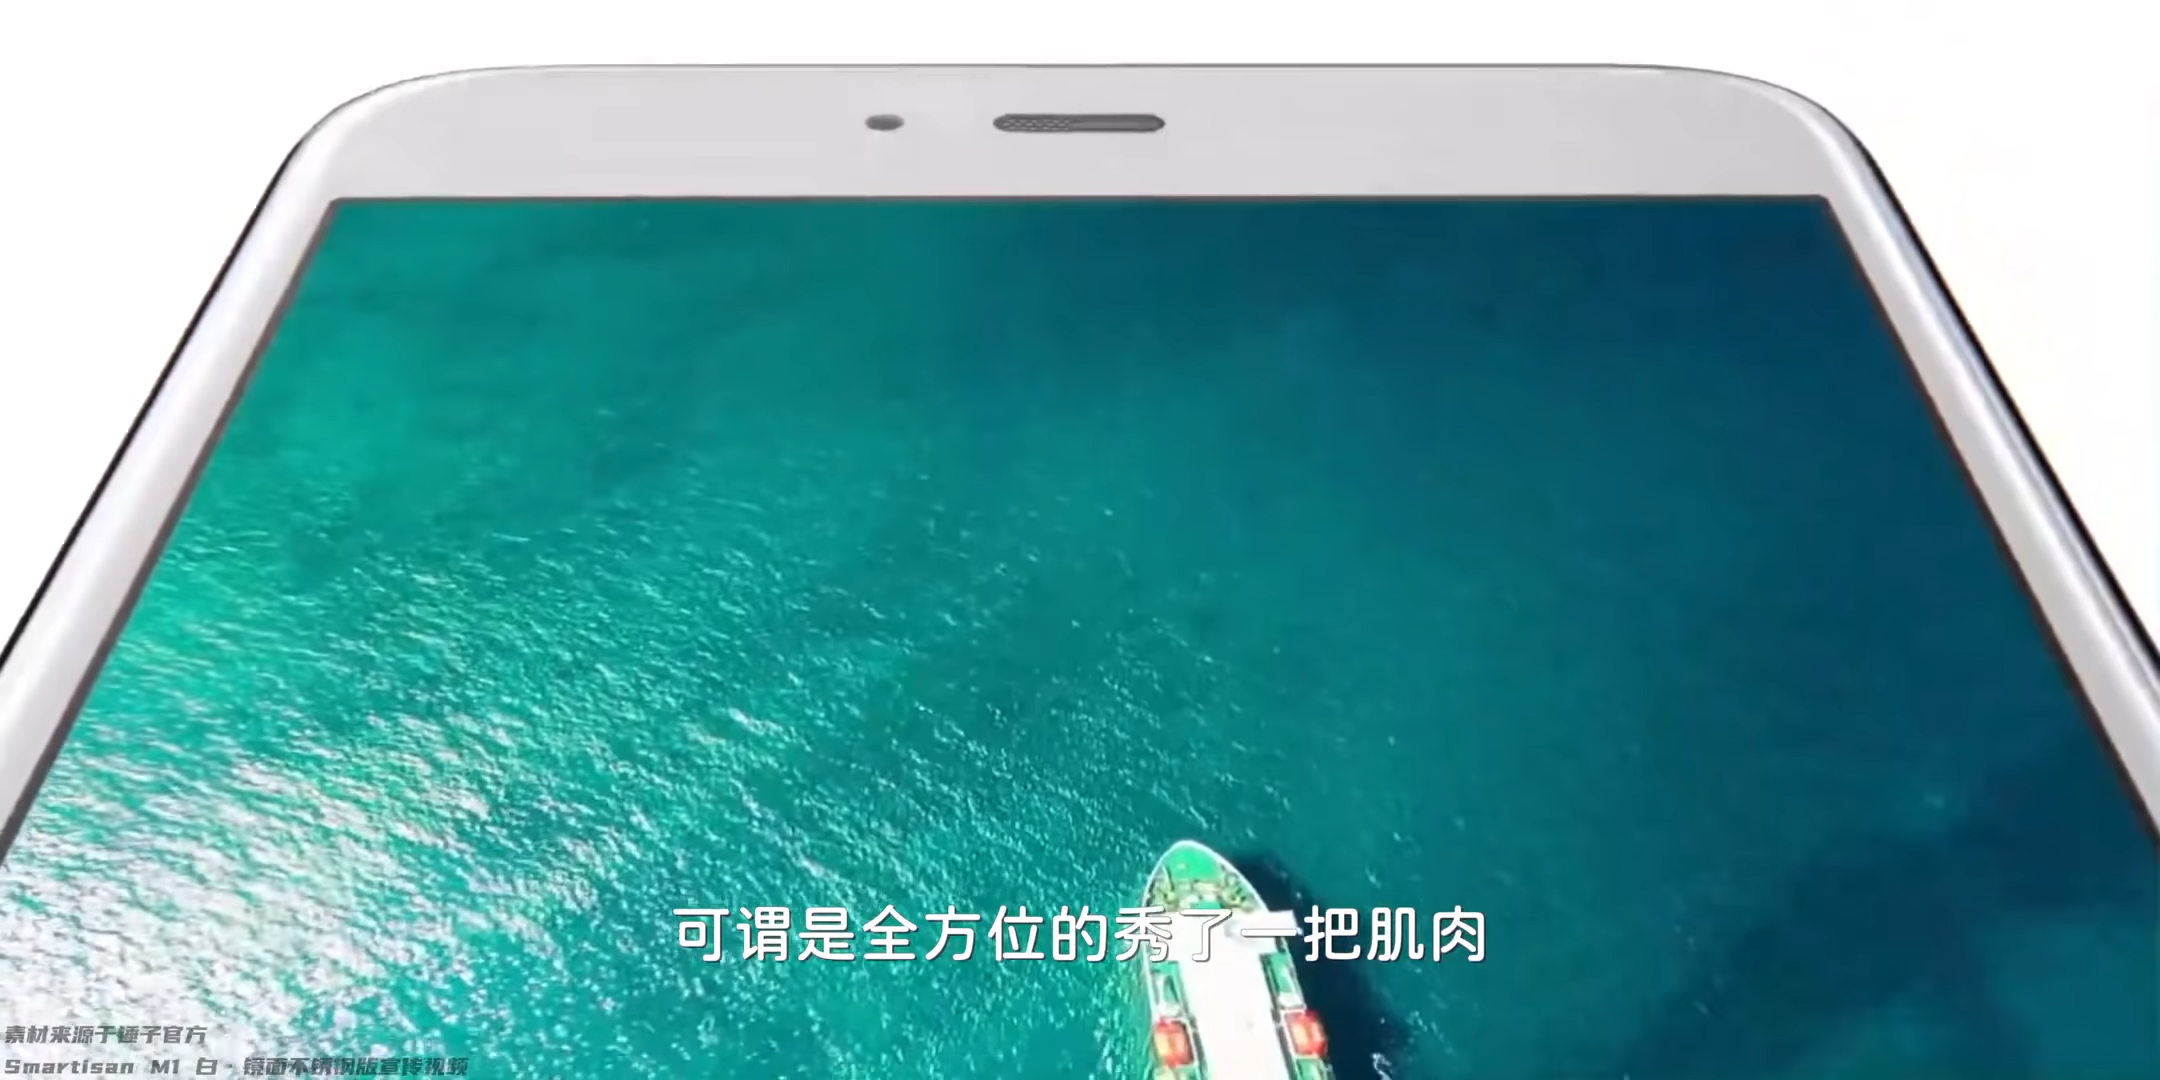 可谓是全方位的秀了一把肌肉
素材来源于锤子官方
Smartisan M1 白·镜面不锈钢版宣传视频